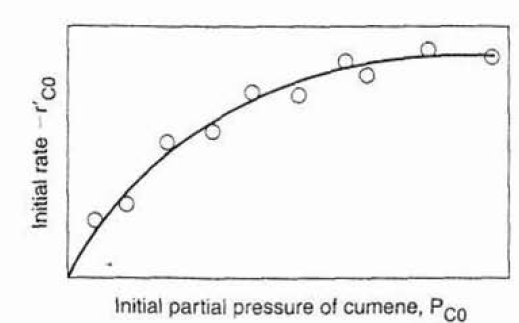 Initial rate −r′C0
Initial partial pressure of cumene, PC0